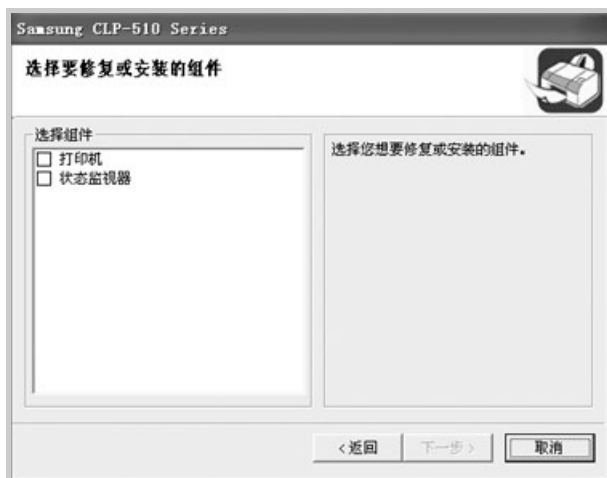 Samsung CLP-510 Series
选择要修复或安装的组件
选择组件
打印机
状态监视器
选择您想要修复或安装的组件。
<返回
下一步>
取消